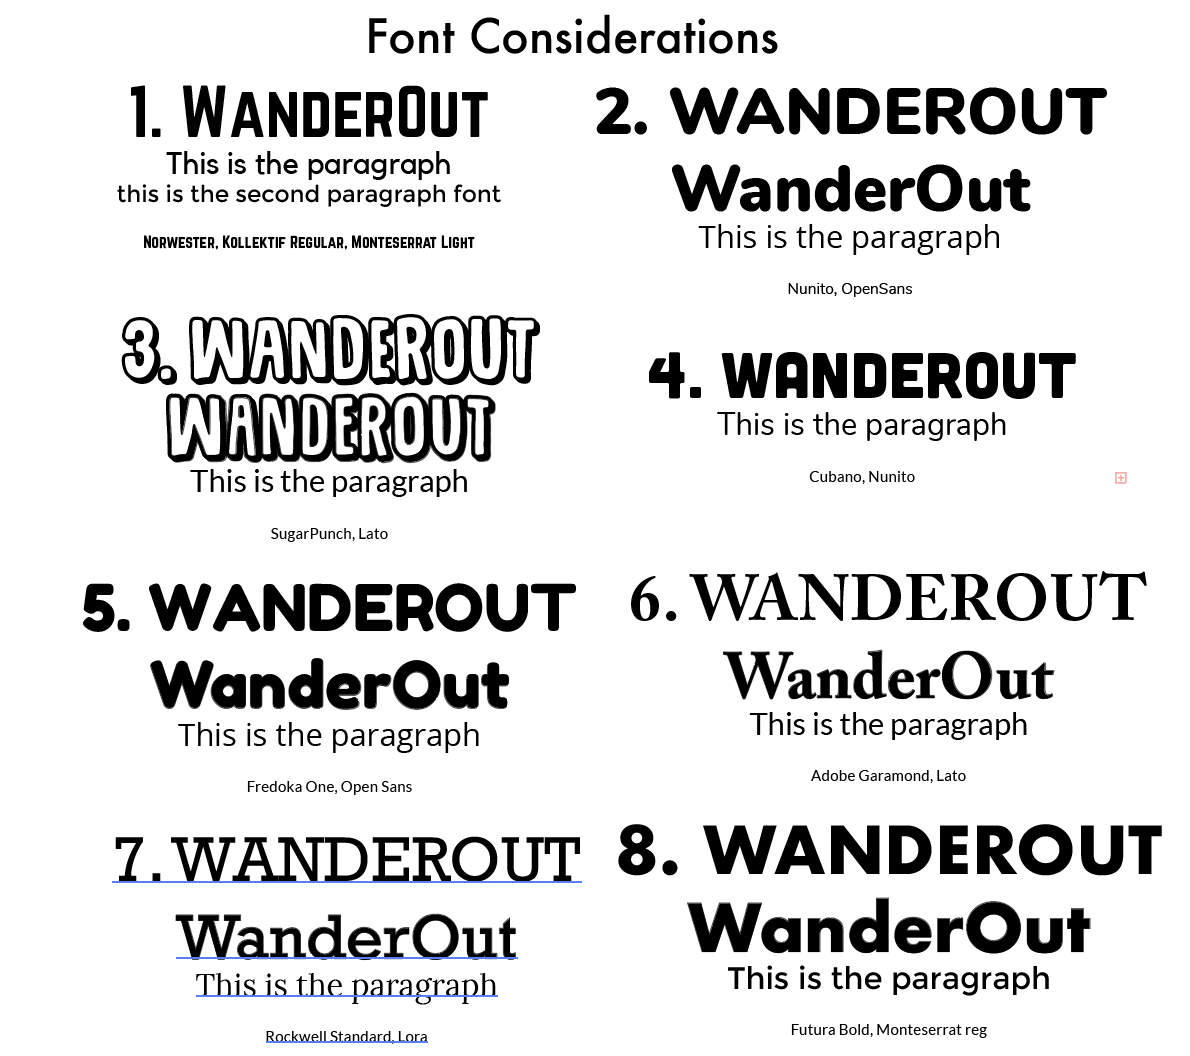 Font Considerations
1. WanderOut
This is the paragraph
this is the second paragraph font
Norwester, Kollektif Regular, Monteserrat Light
2. WANDEROUT
WanderOut
This is the paragraph
Nunito, OpenSans
3. WANDEROUT
WANDEROUT
This is the paragraph
SugarPunch, Lato
4. WANDEROUT
This is the paragraph
Cubano, Nunito
5. WANDEROUT
WanderOut
This is the paragraph
Fredoka One, Open Sans
6. WANDEROUT
WanderOut
This is the paragraph
Adobe Garamond, Lato
7. WANDEROUT
WanderOut
This is the paragraph
Rockwell Standard, Lora
8. WANDEROUT
WanderOut
This is the paragraph
Futura Bold, Monteserrat reg